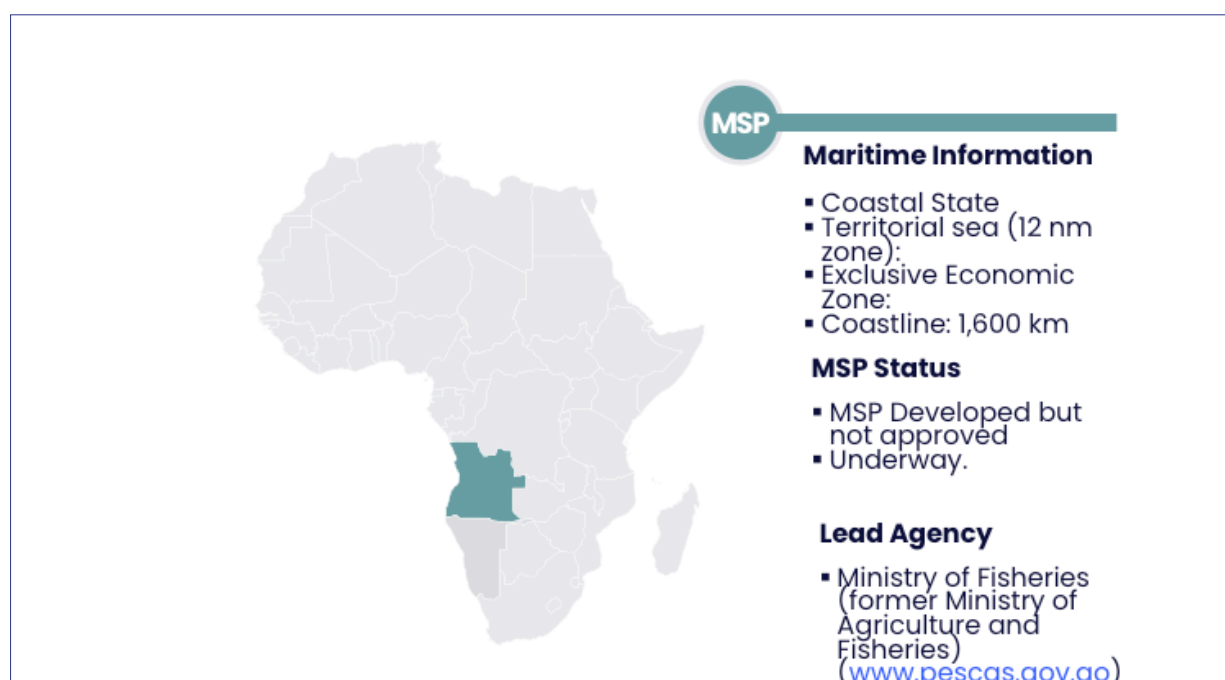 MSP
Maritime Information
▪ Coastal State
▪ Territorial sea (12 nm
zone):
▪ Exclusive Economic
Zone:
▪ Coastline: 1,600 km
MSP Status
▪ MSP Developed but
not approved
▪ Underway.
Lead Agency
▪ Ministry of Fisheries
(former Ministry of
Agriculture and
Fisheries)
(www.pescas.gov.ao)